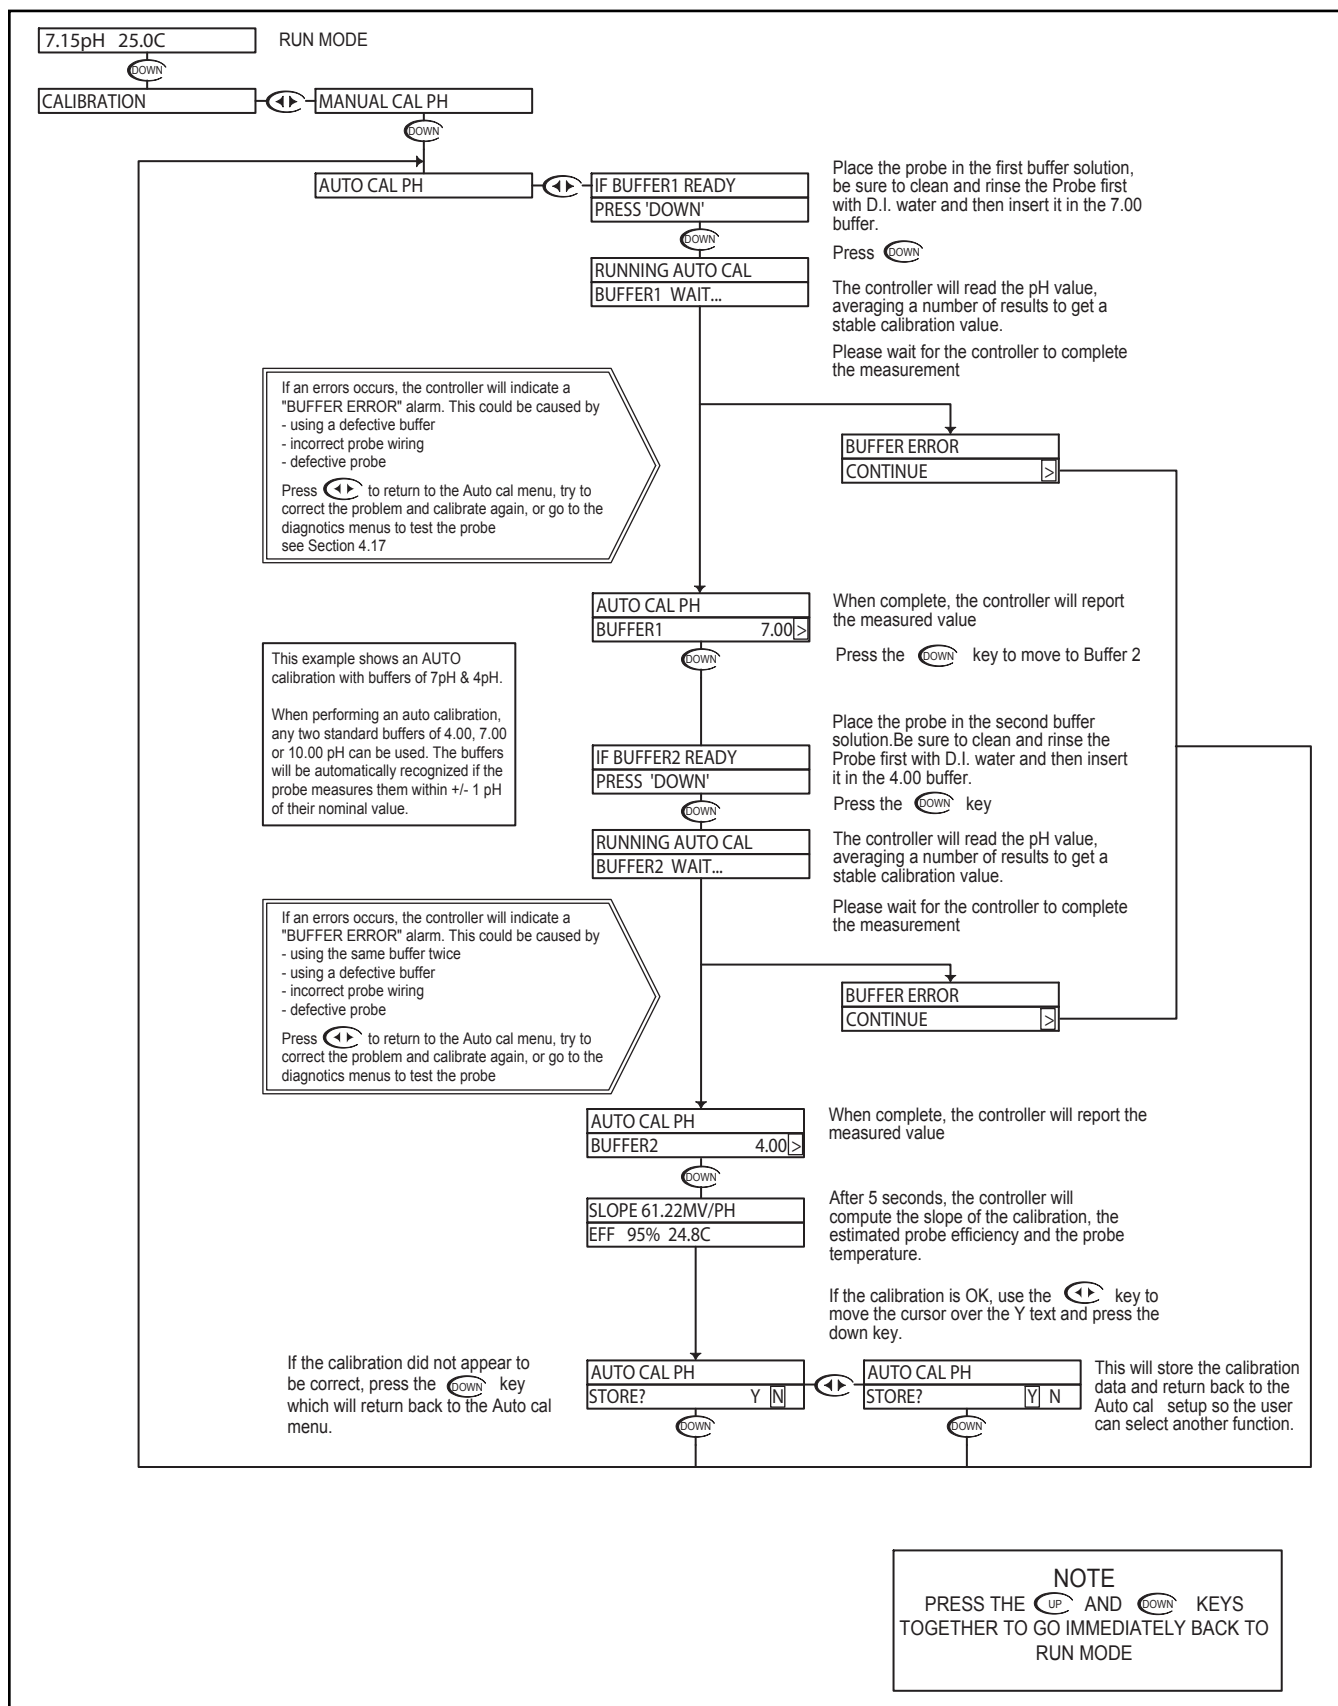 7.15pH 25.0C
RUN MODE
DOWN
CALIBRATION
MANUAL CAL PH
DOWN
AUTO CAL PH
IF BUFFER1 READY
PRESS 'DOWN'
Place the probe in the first buffer solution,
be sure to clean and rinse the Probe first
with D.I. water and then insert it in the 7.00
buffer.
DOWN
Press DOWN
RUNNING AUTO CAL
BUFFER1 WAIT...
The controller will read the pH value,
averaging a number of results to get a
stable calibration value.
Please wait for the controller to complete
the measurement
If an errors occurs, the controller will indicate a
"BUFFER ERROR" alarm. This could be caused by
- using a defective buffer
- incorrect probe wiring
- defective probe
Press to return to the Auto cal menu, try to
correct the problem and calibrate again, or go to the
diagnotics menus to test the probe
see Section 4.17
BUFFER ERROR
CONTINUE >
AUTO CAL PH
BUFFER1 7.00 >
When complete, the controller will report
the measured value
DOWN
Press the DOWN key to move to Buffer 2
This example shows an AUTO
calibration with buffers of 7pH & 4pH.
When performing an auto calibration,
any two standard buffers of 4.00, 7.00
or 10.00 pH can be used. The buffers
will be automatically recognized if the
probe measures them within +/- 1 pH
of their nominal value.
IF BUFFER2 READY
PRESS 'DOWN'
Place the probe in the second buffer
solution.Be sure to clean and rinse the
Probe first with D.I. water and then insert
it in the 4.00 buffer.
DOWN
Press the DOWN key
RUNNING AUTO CAL
BUFFER2 WAIT...
The controller will read the pH value,
averaging a number of results to get a
stable calibration value.
Please wait for the controller to complete
the measurement
If an errors occurs, the controller will indicate a
"BUFFER ERROR" alarm. This could be caused by
- using the same buffer twice
- using a defective buffer
- incorrect probe wiring
- defective probe
Press to return to the Auto cal menu, try to
correct the problem and calibrate again, or go to the
diagnotics menus to test the probe
BUFFER ERROR
CONTINUE >
AUTO CAL PH
BUFFER2 4.00 >
When complete, the controller will report the
measured value
DOWN
SLOPE 61.22MV/PH
EFF 95% 24.8C
After 5 seconds, the controller will
compute the slope of the calibration, the
estimated probe efficiency and the probe
temperature.
If the calibration is OK, use the key to
move the cursor over the Y text and press the
down key.
If the calibration did not appear to
be correct, press the DOWN key
which will return back to the Auto cal
menu.
AUTO CAL PH
STORE? Y N
DOWN
AUTO CAL PH
STORE? Y N
DOWN
This will store the calibration
data and return back to the
Auto cal setup so the user
can select another function.
NOTE
PRESS THE UP AND DOWN KEYS
TOGETHER TO GO IMMEDIATELY BACK TO
RUN MODE